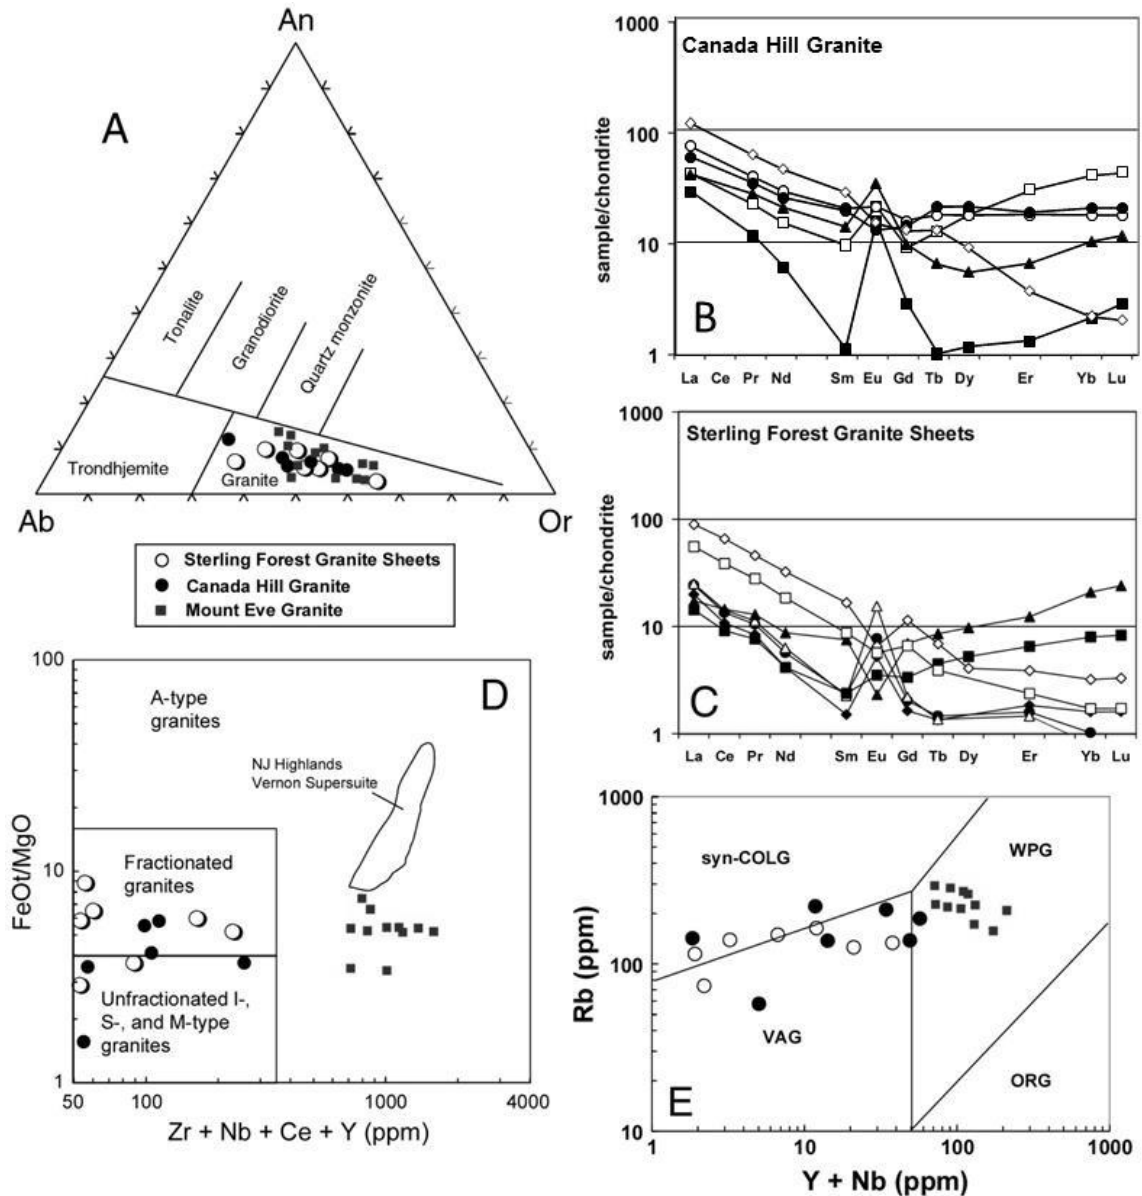 An
A
Tonalite
Granodiorite
Quartz monzonite
Trondhjemite
Granite
Ab
Or
Sterling Forest Granite Sheets
Canada Hill Granite
Mount Eve Granite
1000
100
10
1
sample/chondrite
Canada Hill Granite
B
La Ce Pr Nd Sm Eu Gd Tb Dy Er Yb Lu
1000
100
10
1
sample/chondrite
Sterling Forest Granite Sheets
C
La Ce Pr Nd Sm Eu Gd Tb Dy Er Yb Lu
100
10
1
FeOt/MgO
A-type
granites
D
NJ Highlands
Vernon Supersuite
Fractionated
granites
Unfractionated I-,
S-, and M-type
granites
50 100 1000 4000
Zr + Nb + Ce + Y (ppm)
1000
100
10
Rb (ppm)
syn-COLG
WPG
VAG
ORG
E
1 10 100 1000
Y + Nb (ppm)